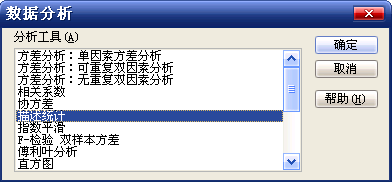 数据分析
分析工具(A)
方差分析：单因素方差分析
方差分析：可重复双因素分析
方差分析：无重复双因素分析
相关系数
协方差
描述统计
指数平滑
F-检验 双样本方差
傅利叶分析
直方图
确定
取消
帮助(H)